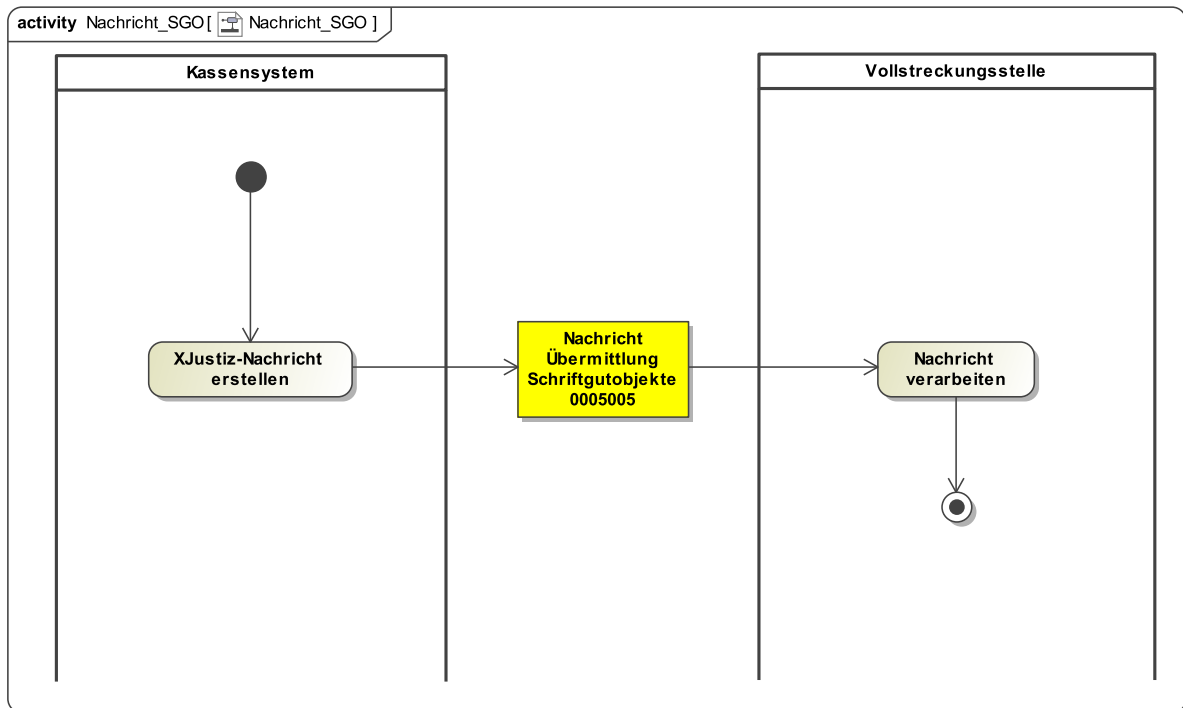 activity Nachricht_SGO [ Nachricht_SGO ]
Kassensystem
Vollstreckungsstelle
XJustiz-Nachricht
erstellen
Nachricht
Übermittlung
Schriftgutobjekte
0005005
Nachricht
verarbeiten